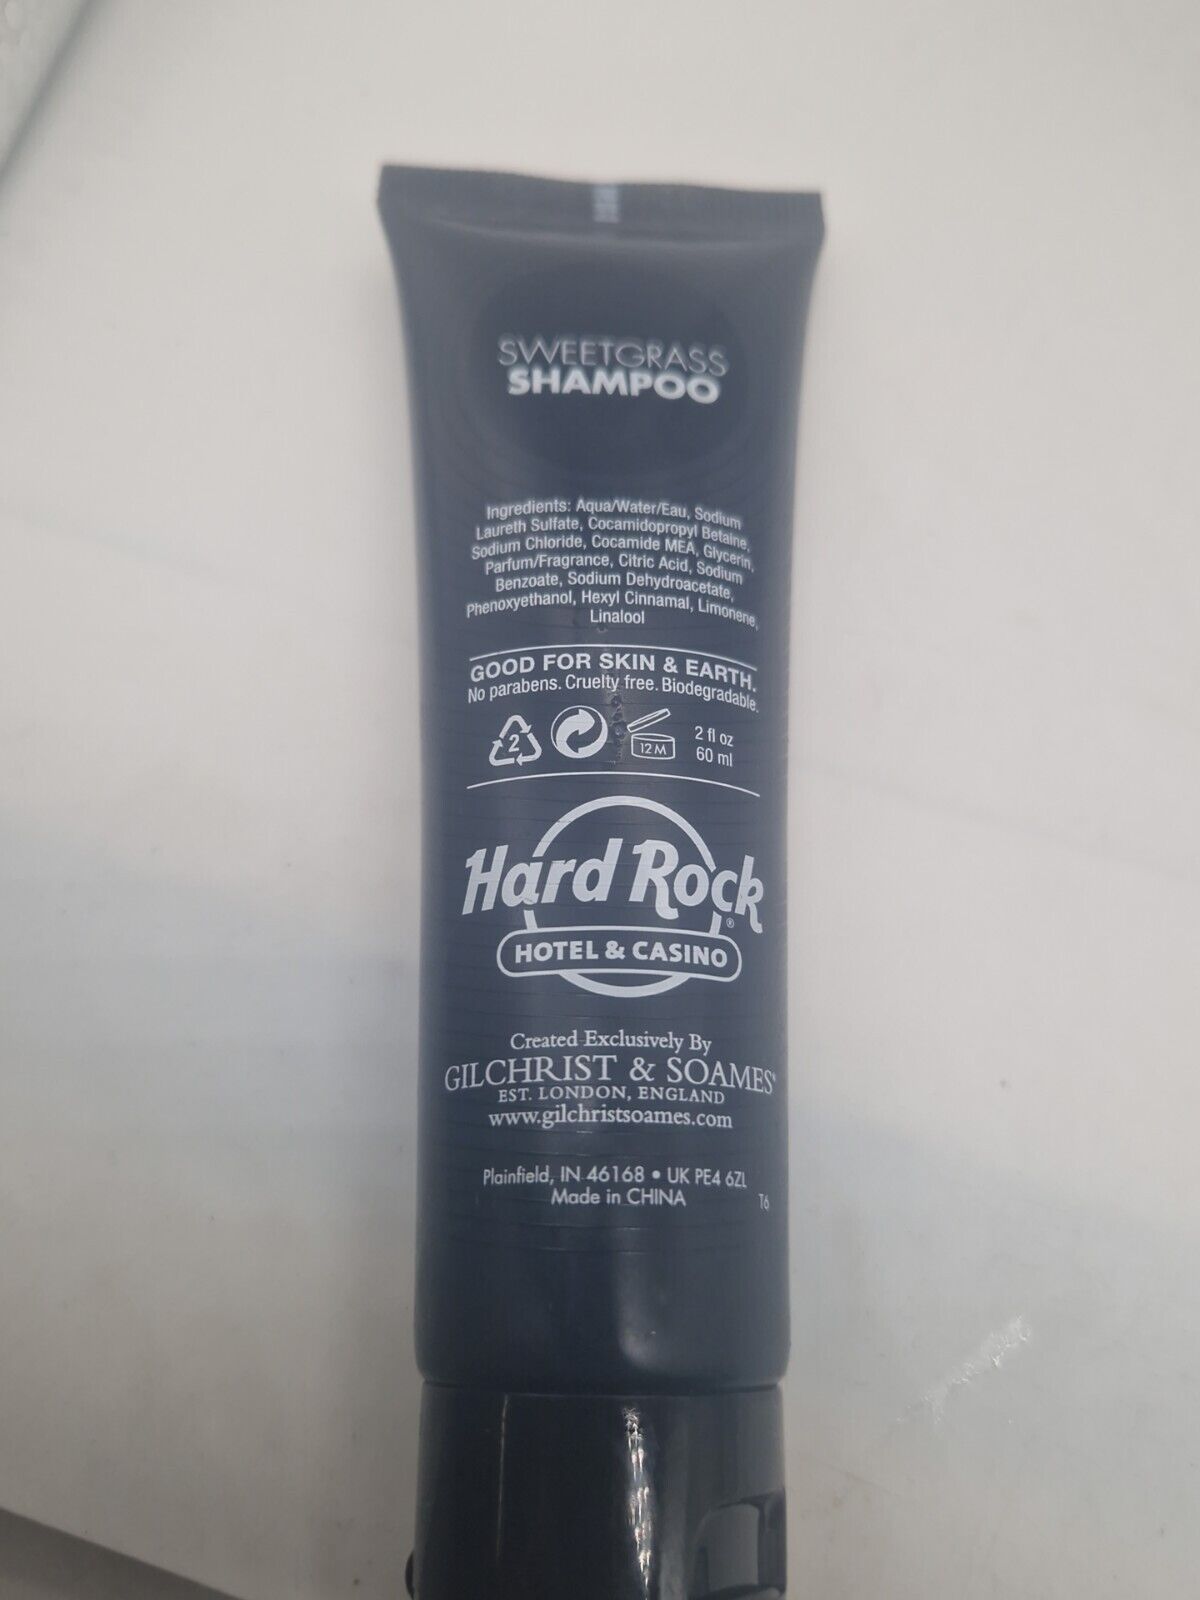 SWEETGRASS
SHAMPOO
Ingredients: Aqua/Water/Eau, Sodium
Laureth Sulfate, Cocamidopropyl Betaine,
Sodium Chloride, Cocamide MEA, Glycerin,
Parfum/Fragrance, Citric Acid, Sodium
Benzoate, Sodium Dehydroacetate,
Phenoxyethanol, Hexyl Cinnamal, Limonene,
Linalool
GOOD FOR SKIN & EARTH.
No parabens. Cruelty free. Biodegradable.
2
12 M
2 fl oz
60 ml
Hard Rock®
HOTEL & CASINO
Created Exclusively By
GILCHRIST & SOAMES®
EST. LONDON, ENGLAND
www.gilchristsoames.com
Plainfield, IN 46168 • UK PE4 6ZL
Made in CHINA
T6